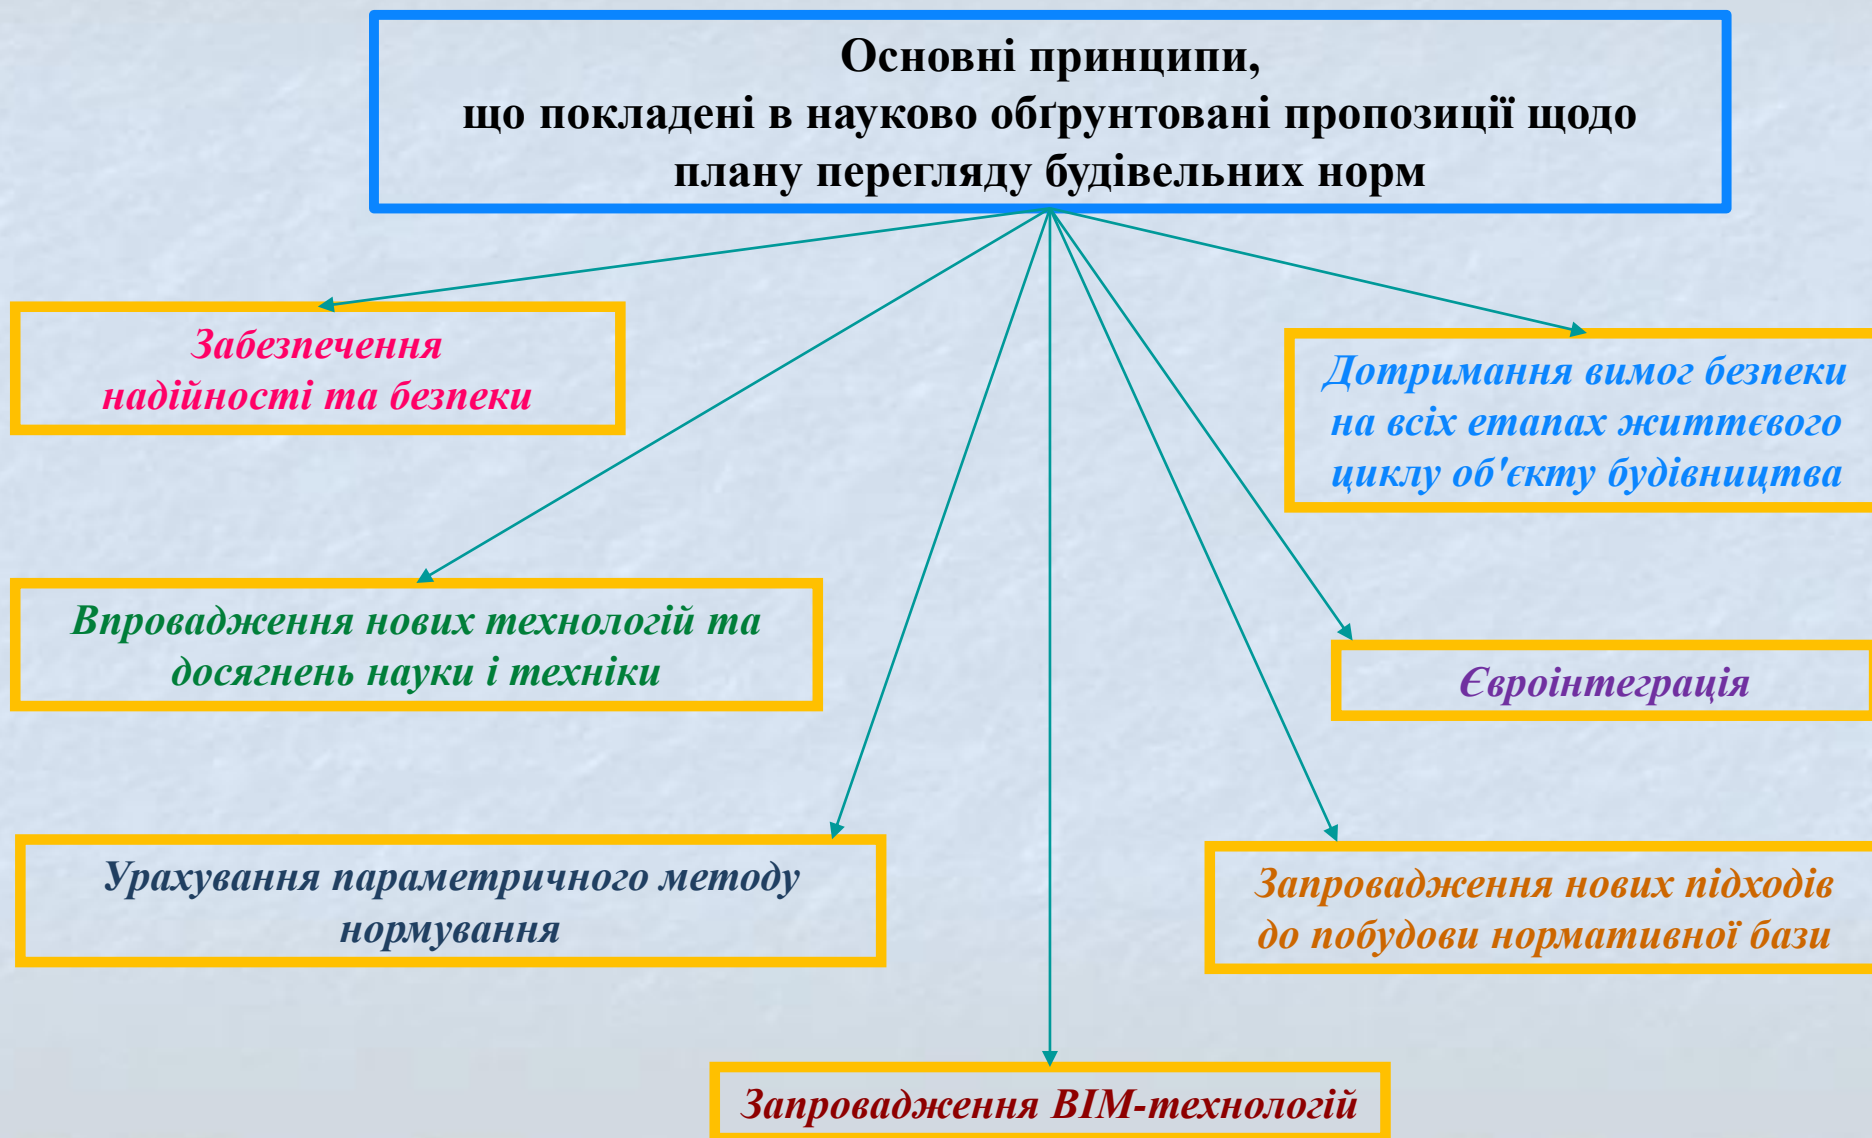 Основні принципи,
що покладені в науково обґрунтовані пропозиції щодо
плану перегляду будівельних норм
Забезпечення
надійності та безпеки
Дотримання вимог безпеки
на всіх етапах життєвого
циклу об'єкту будівництва
Впровадження нових технологій та
досягнень науки і техніки
Євроінтеграція
Урахування параметричного методу
нормування
Запровадження нових підходів
до побудови нормативної бази
Запровадження BIM-технологій